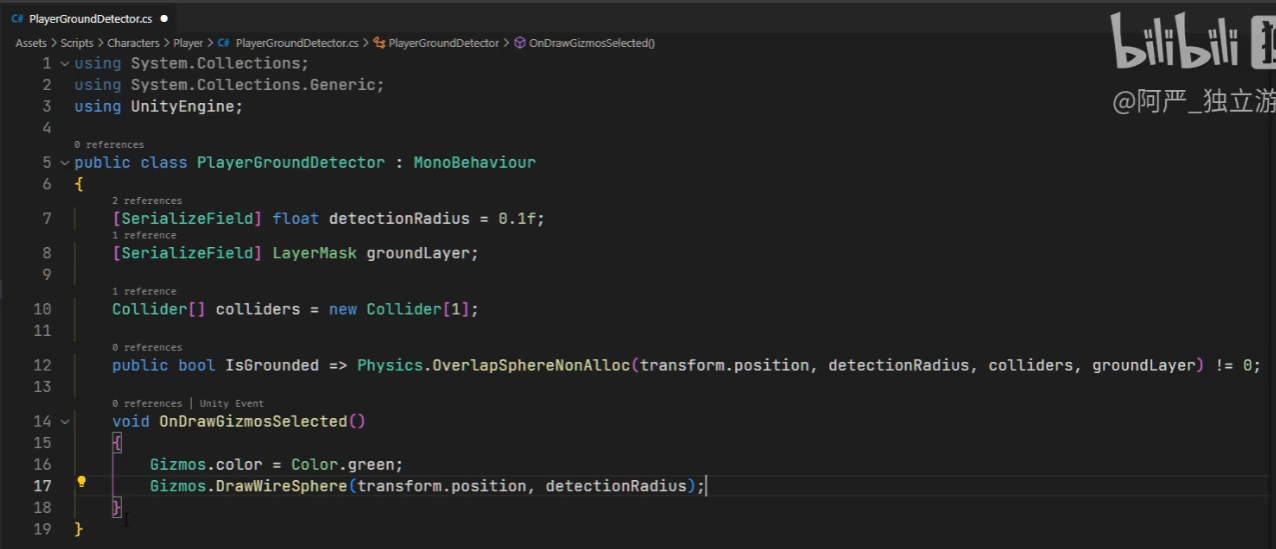 C# PlayerGroundDetector.cs ●
Assets > Scripts > Characters > Player > C# PlayerGroundDetector.cs > PlayerGroundDetector > OnDrawGizmosSelected()
bilibili
@阿严_独立游
1 using System.Collections;
2 using System.Collections.Generic;
3 using UnityEngine;
4
0 references
5 public class PlayerGroundDetector : MonoBehaviour
6 {
2 references
7 [SerializeField] float detectionRadius = 0.1f;
1 reference
8 [SerializeField] LayerMask groundLayer;
9
1 reference
10 Collider[] colliders = new Collider[1];
11
0 references
12 public bool IsGrounded => Physics.OverlapSphereNonAlloc(transform.position, detectionRadius, colliders, groundLayer) != 0;
13
0 references | Unity Event
14 void OnDrawGizmosSelected()
15 {
16 Gizmos.color = Color.green;
17 Gizmos.DrawWireSphere(transform.position, detectionRadius);
18 }
19 }